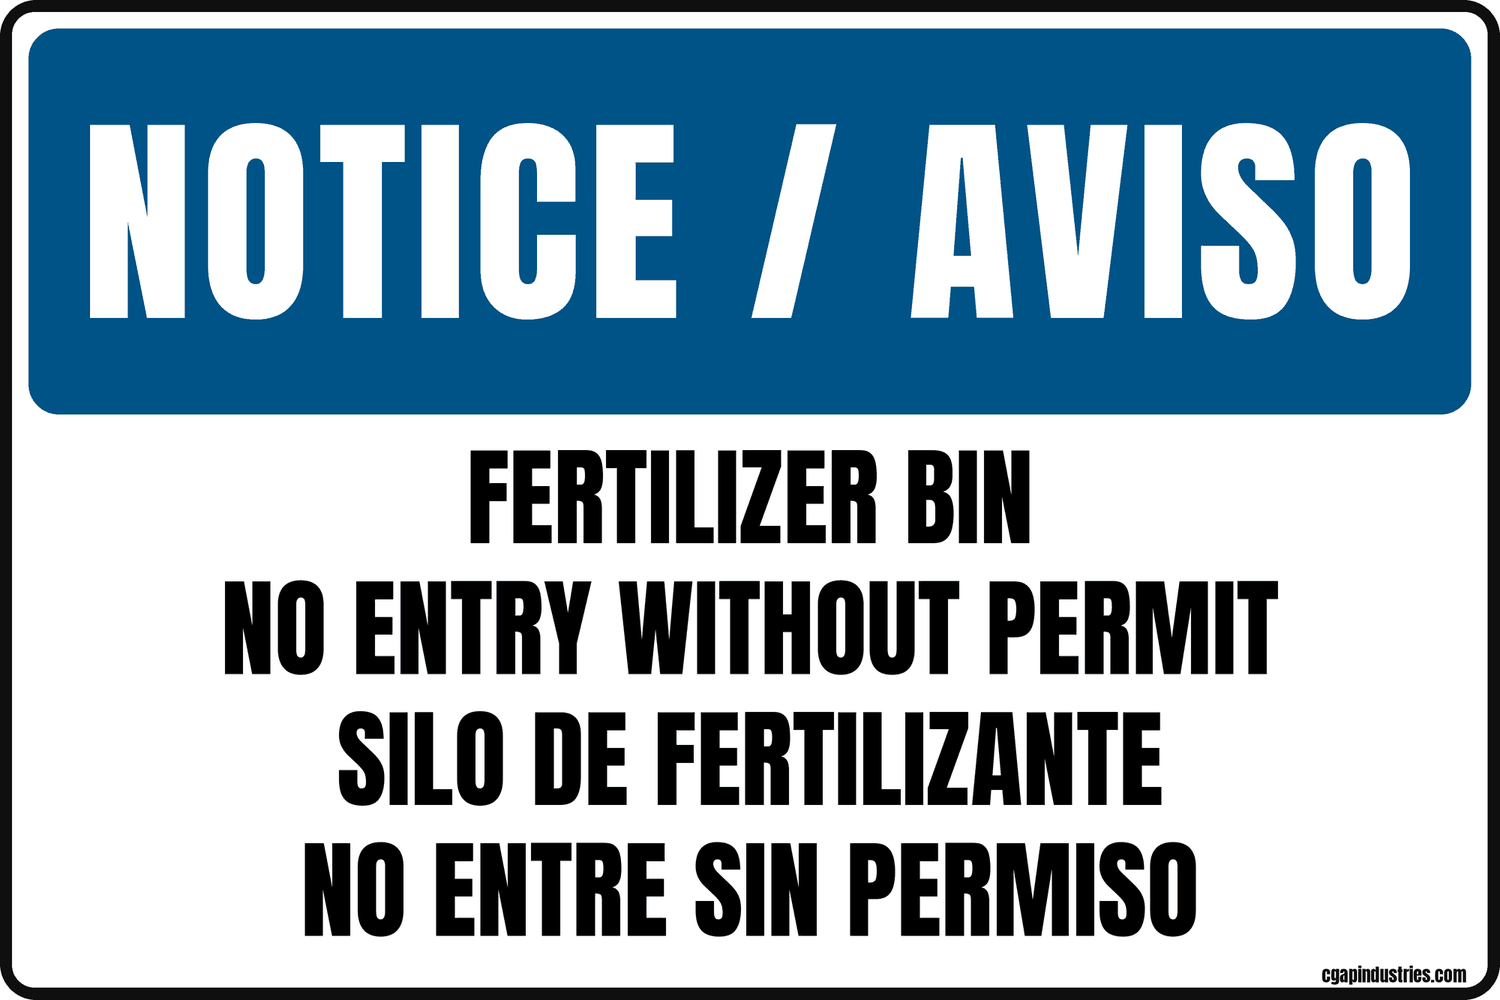 NOTICE / AVISO
FERTILIZER BIN
NO ENTRY WITHOUT PERMIT
SILO DE FERTILIZANTE
NO ENTRE SIN PERMISO
cgapindustries.com